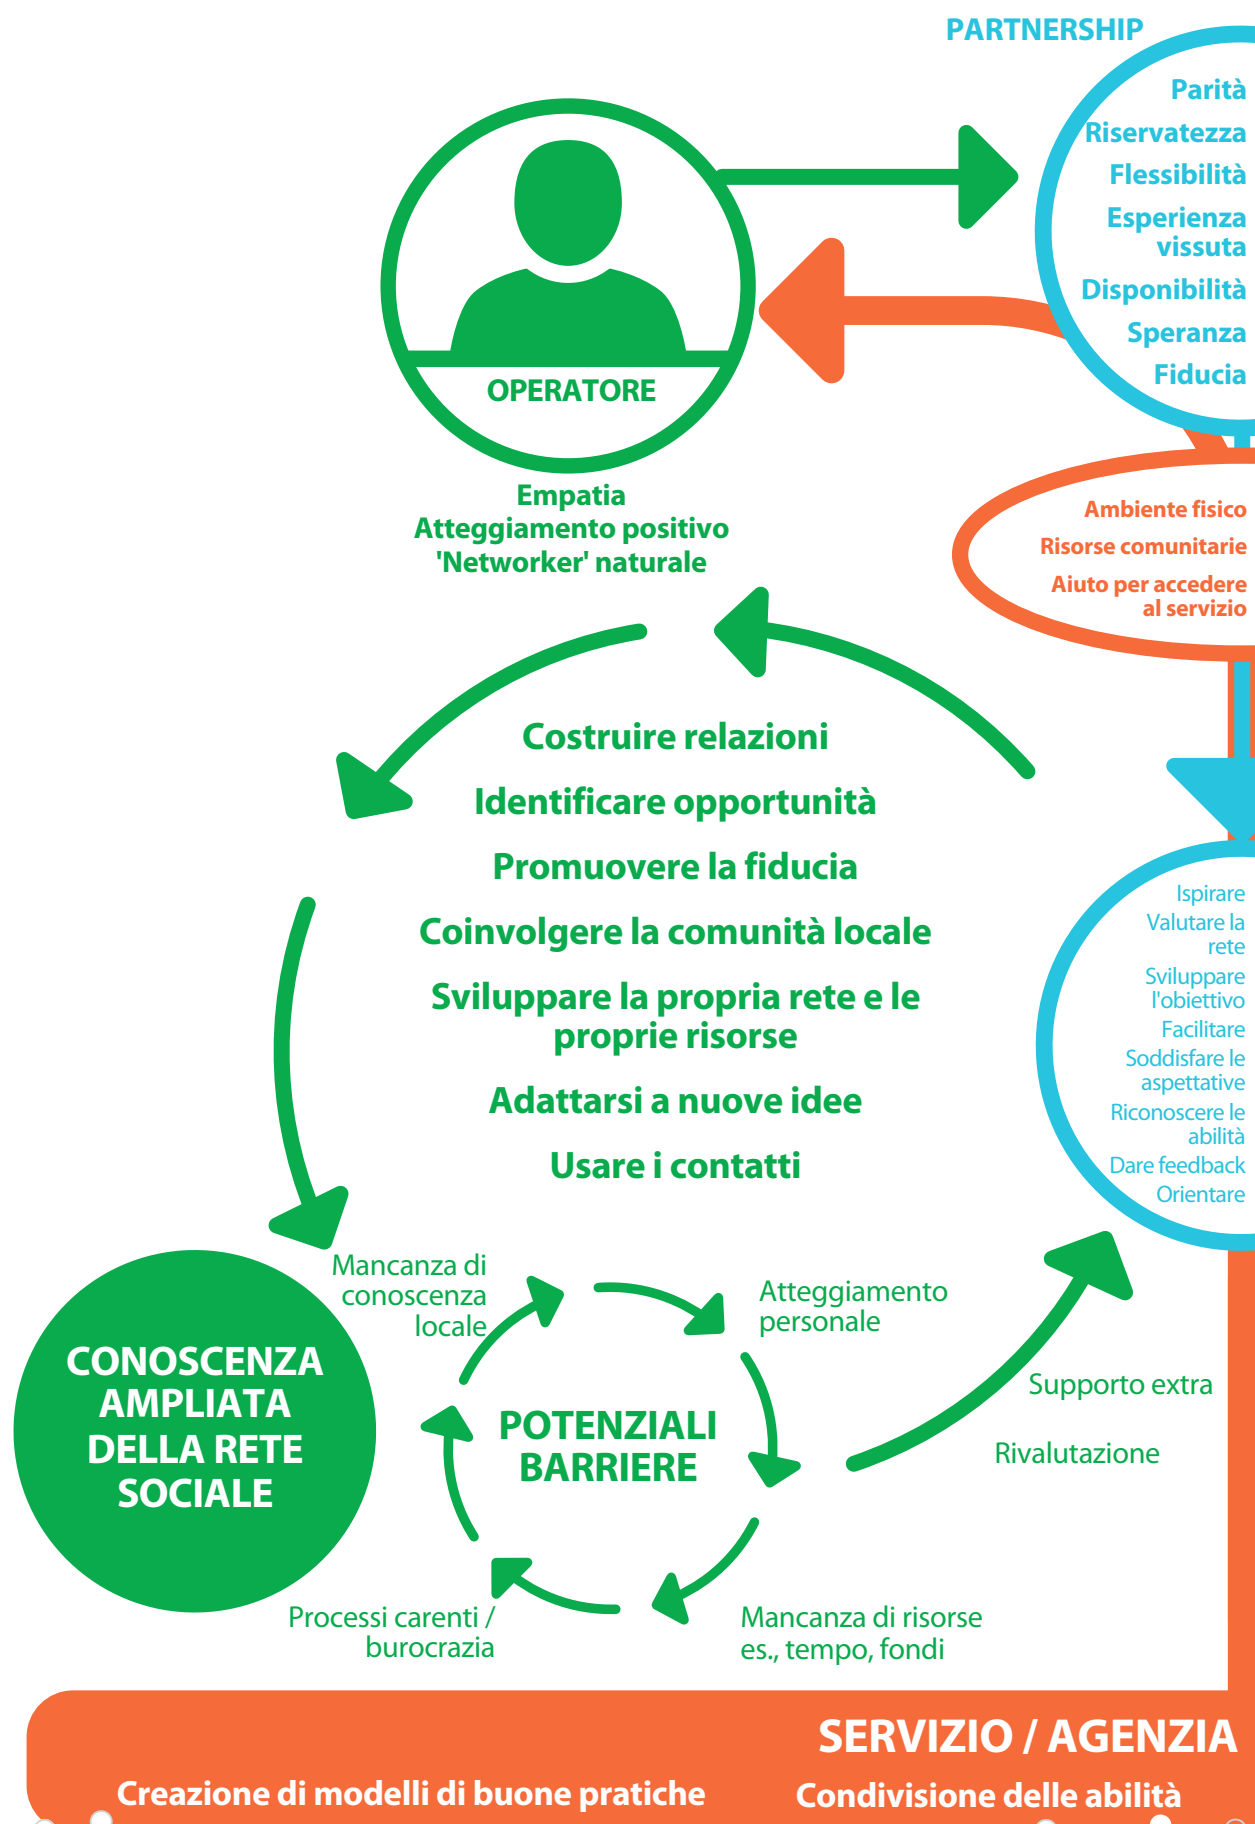 PARTNERSHIP
Parità
Riservatezza
Flessibilità
Esperienza
vissuta
Disponibilità
Speranza
Fiducia
OPERATORE
Empatia
Atteggiamento positivo
'Networker' naturale
Ambiente fisico
Risorse comunitarie
Aiuto per accedere
al servizio
Costruire relazioni
Identificare opportunità
Promuovere la fiducia
Coinvolgere la comunità locale
Sviluppare la propria rete e le
proprie risorse
Adattarsi a nuove idee
Usare i contatti
Ispirare
Valutare la
rete
Sviluppare
l'obiettivo
Facilitare
Soddisfare le
aspettative
Riconoscere le
abilità
Dare feedback
Orientare
CONOSCENZA
AMPLIATA
DELLA RETE
SOCIALE
Mancanza di
conoscenza
locale
Atteggiamento
personale
POTENZIALI
BARRIERE
Supporto extra
Rivalutazione
Processi carenti /
burocrazia
Mancanza di risorse
es., tempo, fondi
SERVIZIO / AGENZIA
Creazione di modelli di buone pratiche
Condivisione delle abilità